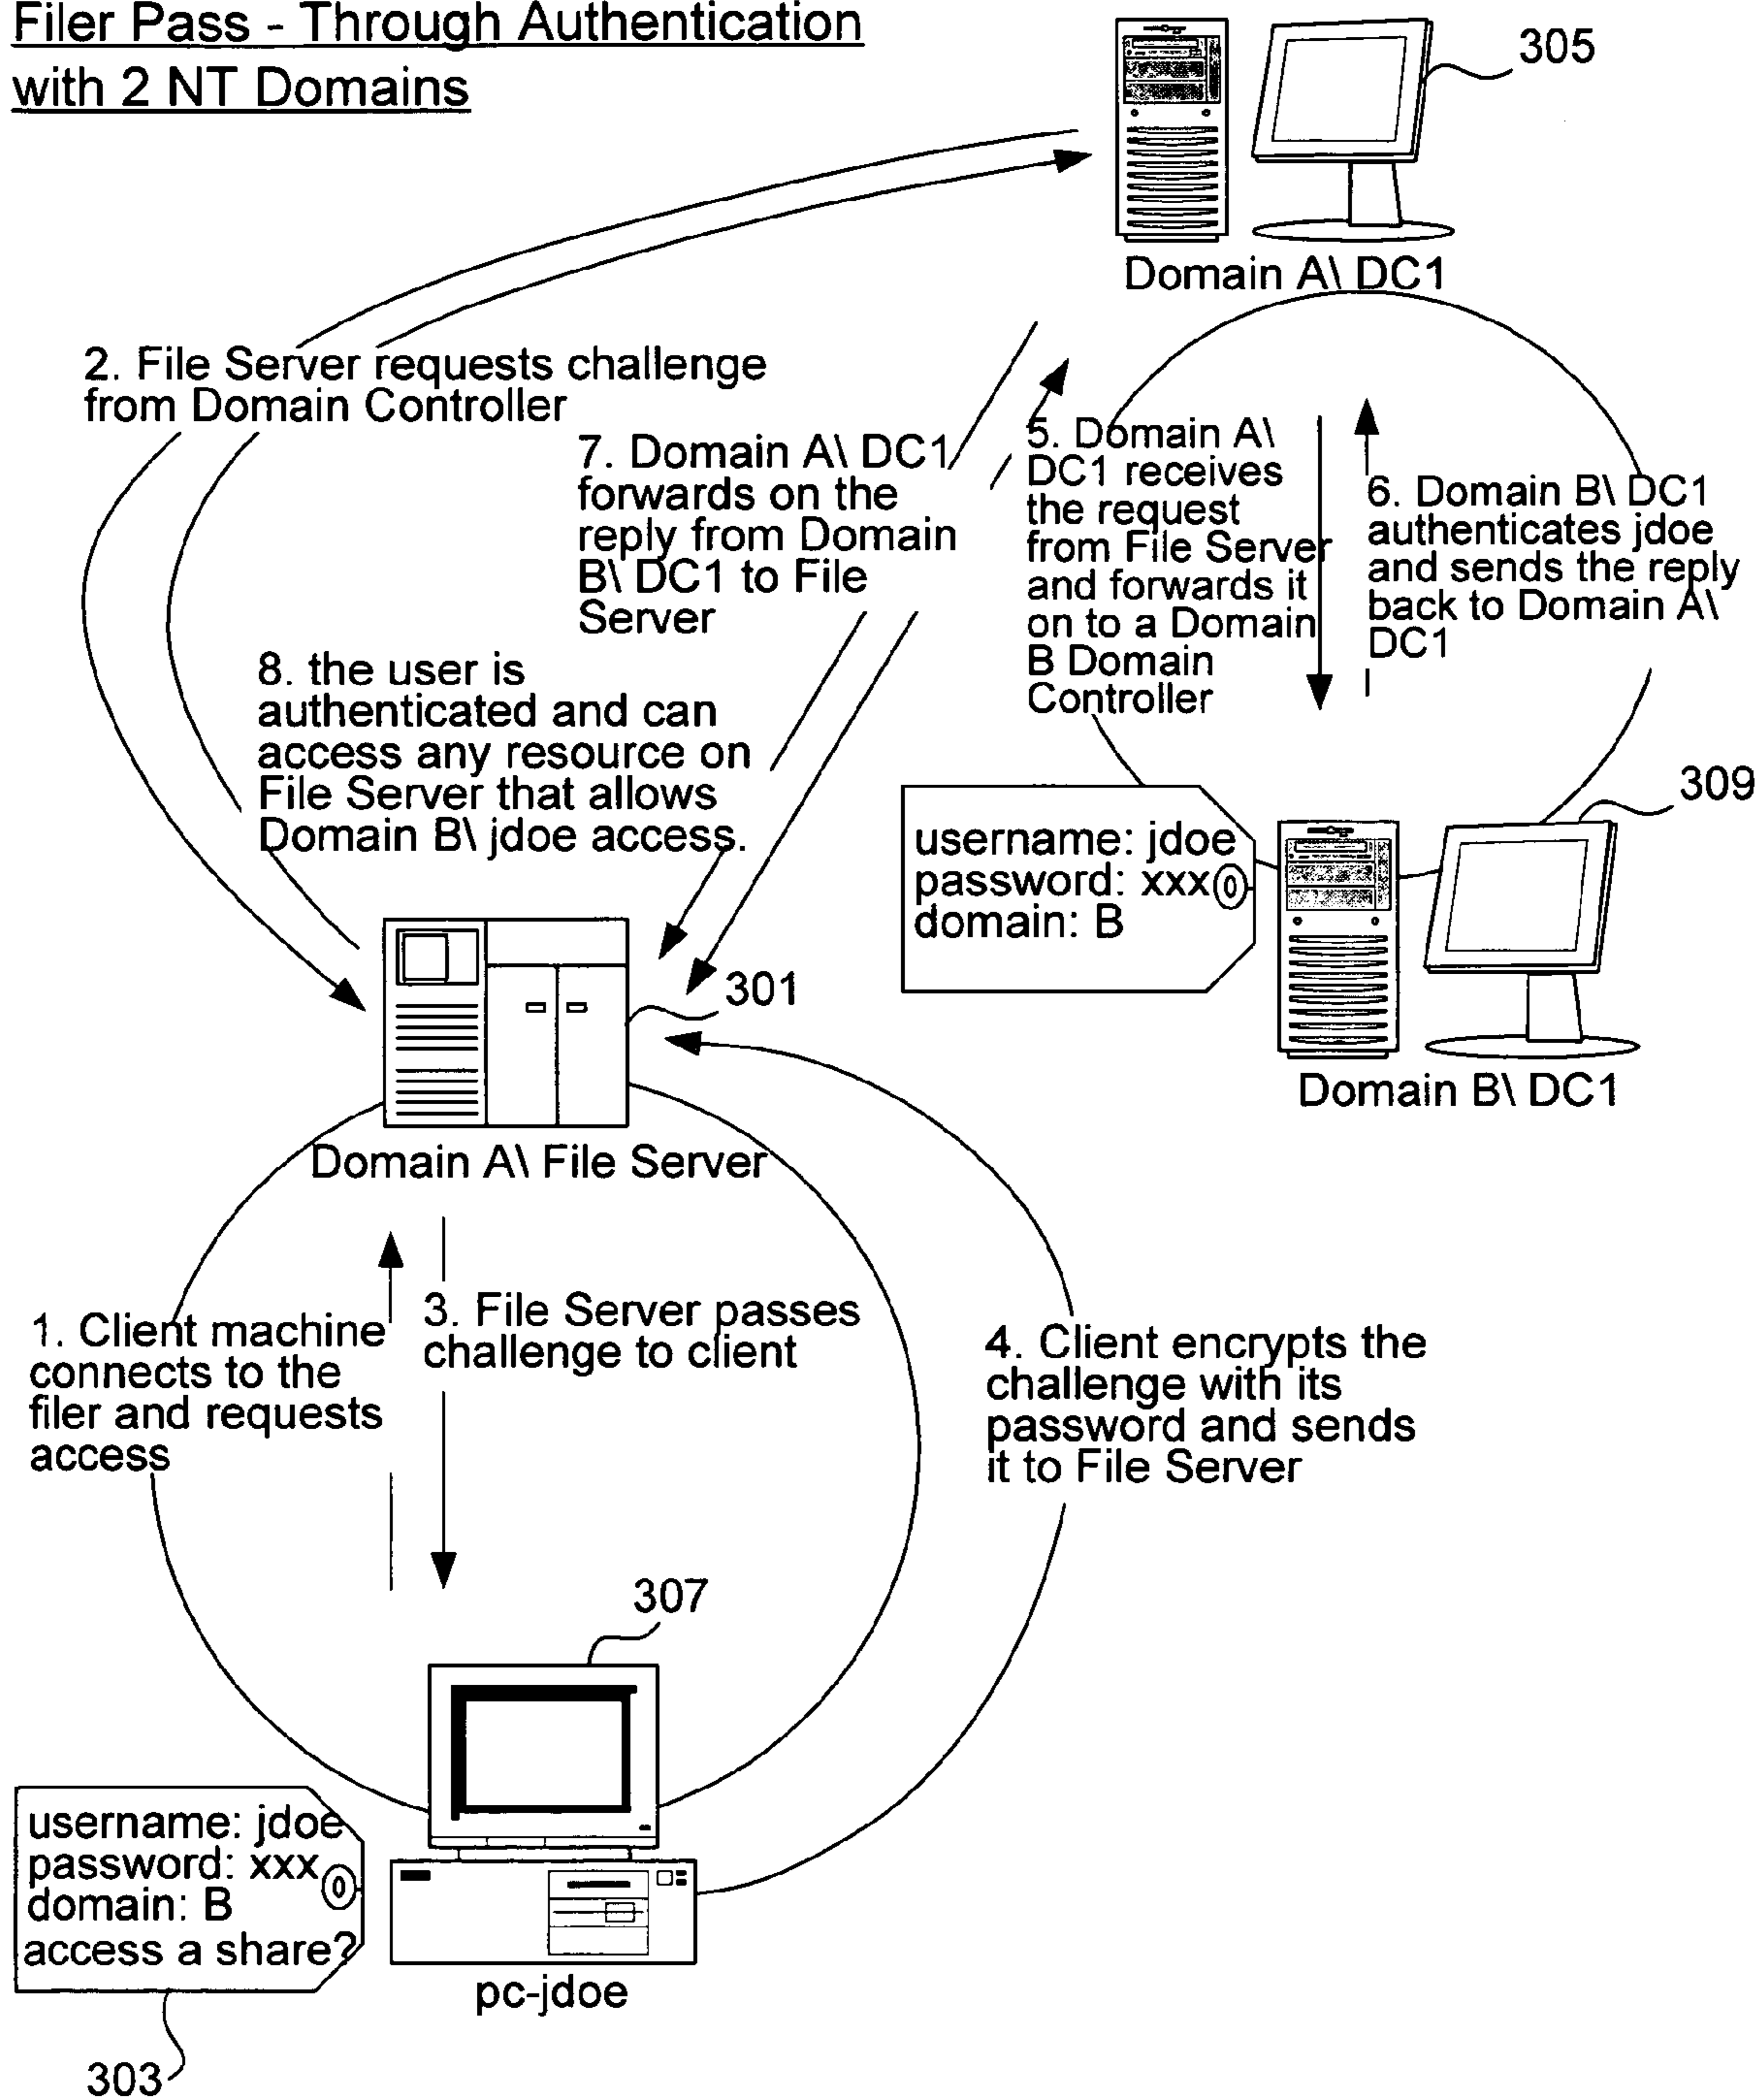 Filer Pass - Through Authentication
with 2 NT Domains
305
Domain A\ DC1
2. File Server requests challenge
from Domain Controller
7. Domain A\ DC1
forwards on the
reply from Domain
B\ DC1 to File
Server
5. Domain A\
DC1 receives
the request
from File Server
and forwards it
on to a Domain
B Domain
Controller
6. Domain B\ DC1
authenticates jdoe
and sends the reply
back to Domain A\
DC1
8. the user is
authenticated and can
access any resource on
File Server that allows
Domain B\ jdoe access.
309
username: jdoe
password: xxx
domain: B
Domain B\ DC1
301
Domain A\ File Server
1. Client machine
connects to the
filer and requests
access
3. File Server passes
challenge to client
4. Client encrypts the
challenge with its
password and sends
it to File Server
307
username: jdoe
password: xxx
domain: B
access a share?
pc-jdoe
303